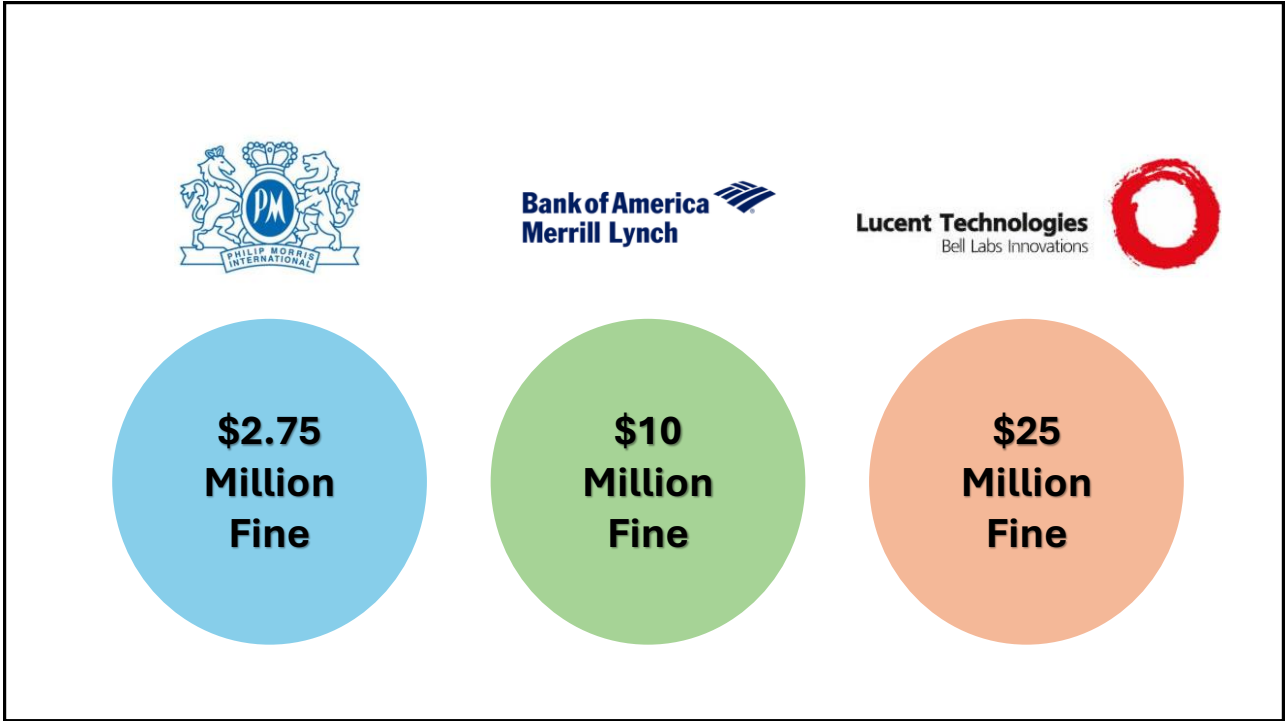 PM
PHILIP MORRIS
INTERNATIONAL
Bank of America
Merrill Lynch
Lucent Technologies
Bell Labs Innovations
$2.75
Million
Fine
$10
Million
Fine
$25
Million
Fine